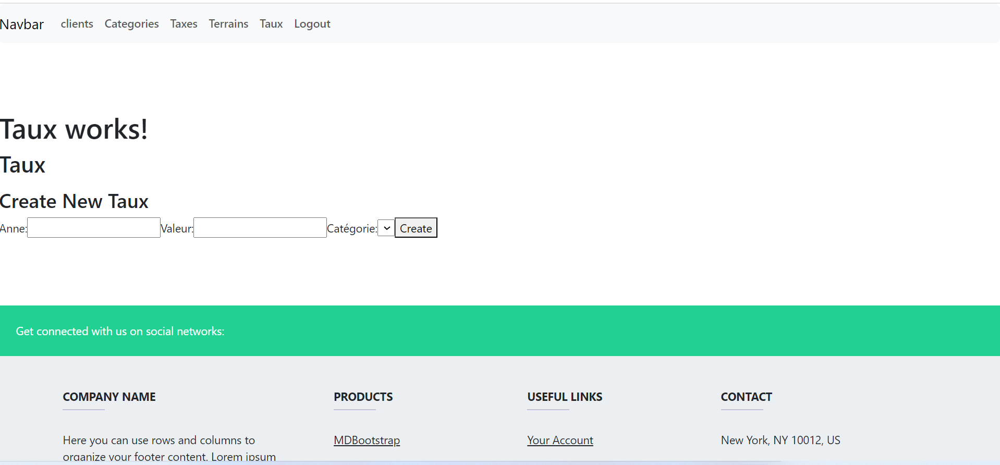 Navbar clients Categories Taxes Terrains Taux Logout
Taux works!
Taux
Create New Taux
Anne: Valeur: Catégorie: Create
Get connected with us on social networks:
COMPANY NAME PRODUCTS USEFUL LINKS CONTACT
Here you can use rows and columns to MDBootstrap Your Account New York, NY 10012, US
organize your footer content. Lorem ipsum